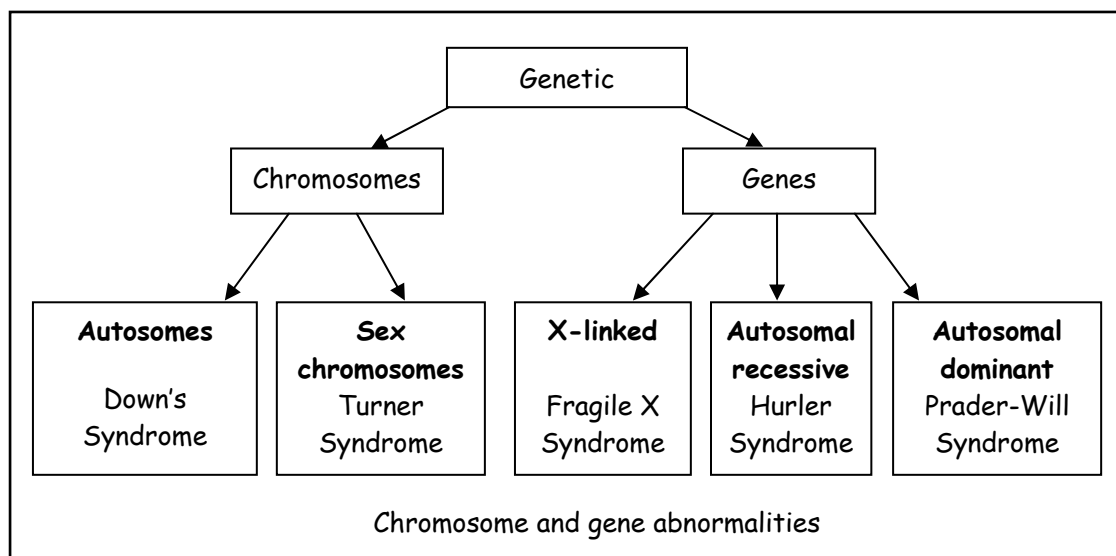 Genetic
Chromosomes
Genes
Autosomes
Down's
Syndrome
Sex
chromosomes
Turner
Syndrome
X-linked
Fragile X
Syndrome
Autosomal
recessive
Hurler
Syndrome
Autosomal
dominant
Prader-Will
Syndrome
Chromosome and gene abnormalities